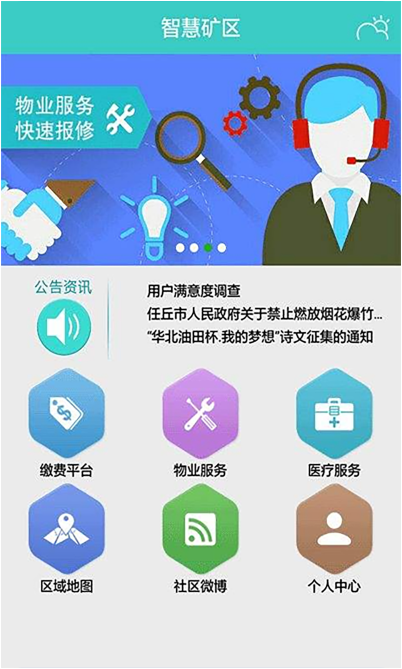 智慧矿区
物业服务
快速报修
公告资讯
用户满意度调查
任丘市人民政府关于禁止燃放烟花爆竹...
“华北油田杯.我的梦想”诗文征集的通知
缴费平台
物业服务
医疗服务
区域地图
社区微博
个人中心